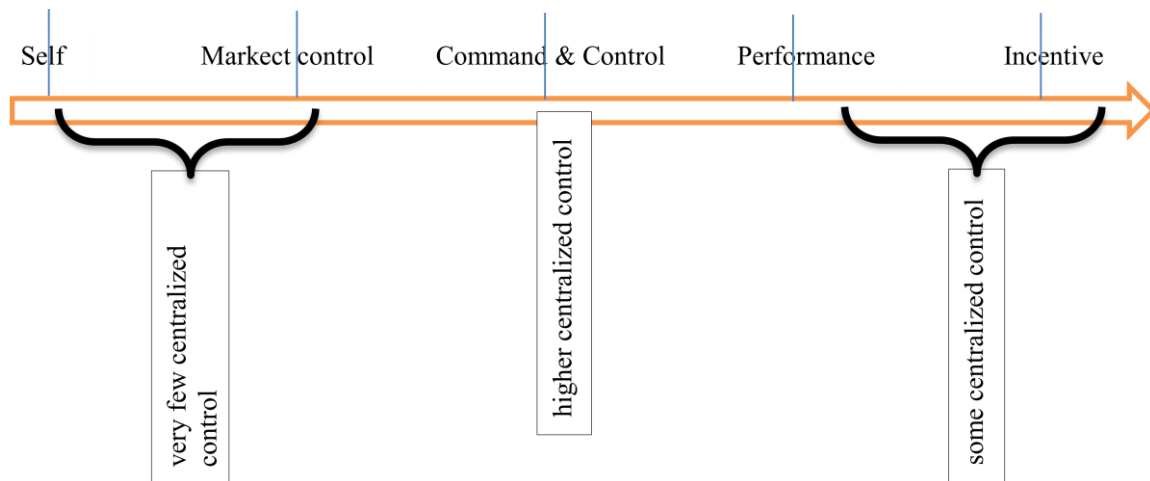 Self
Markect control
Command & Control
Performance
Incentive
very few centralized
control
higher centralized control
some centralized control